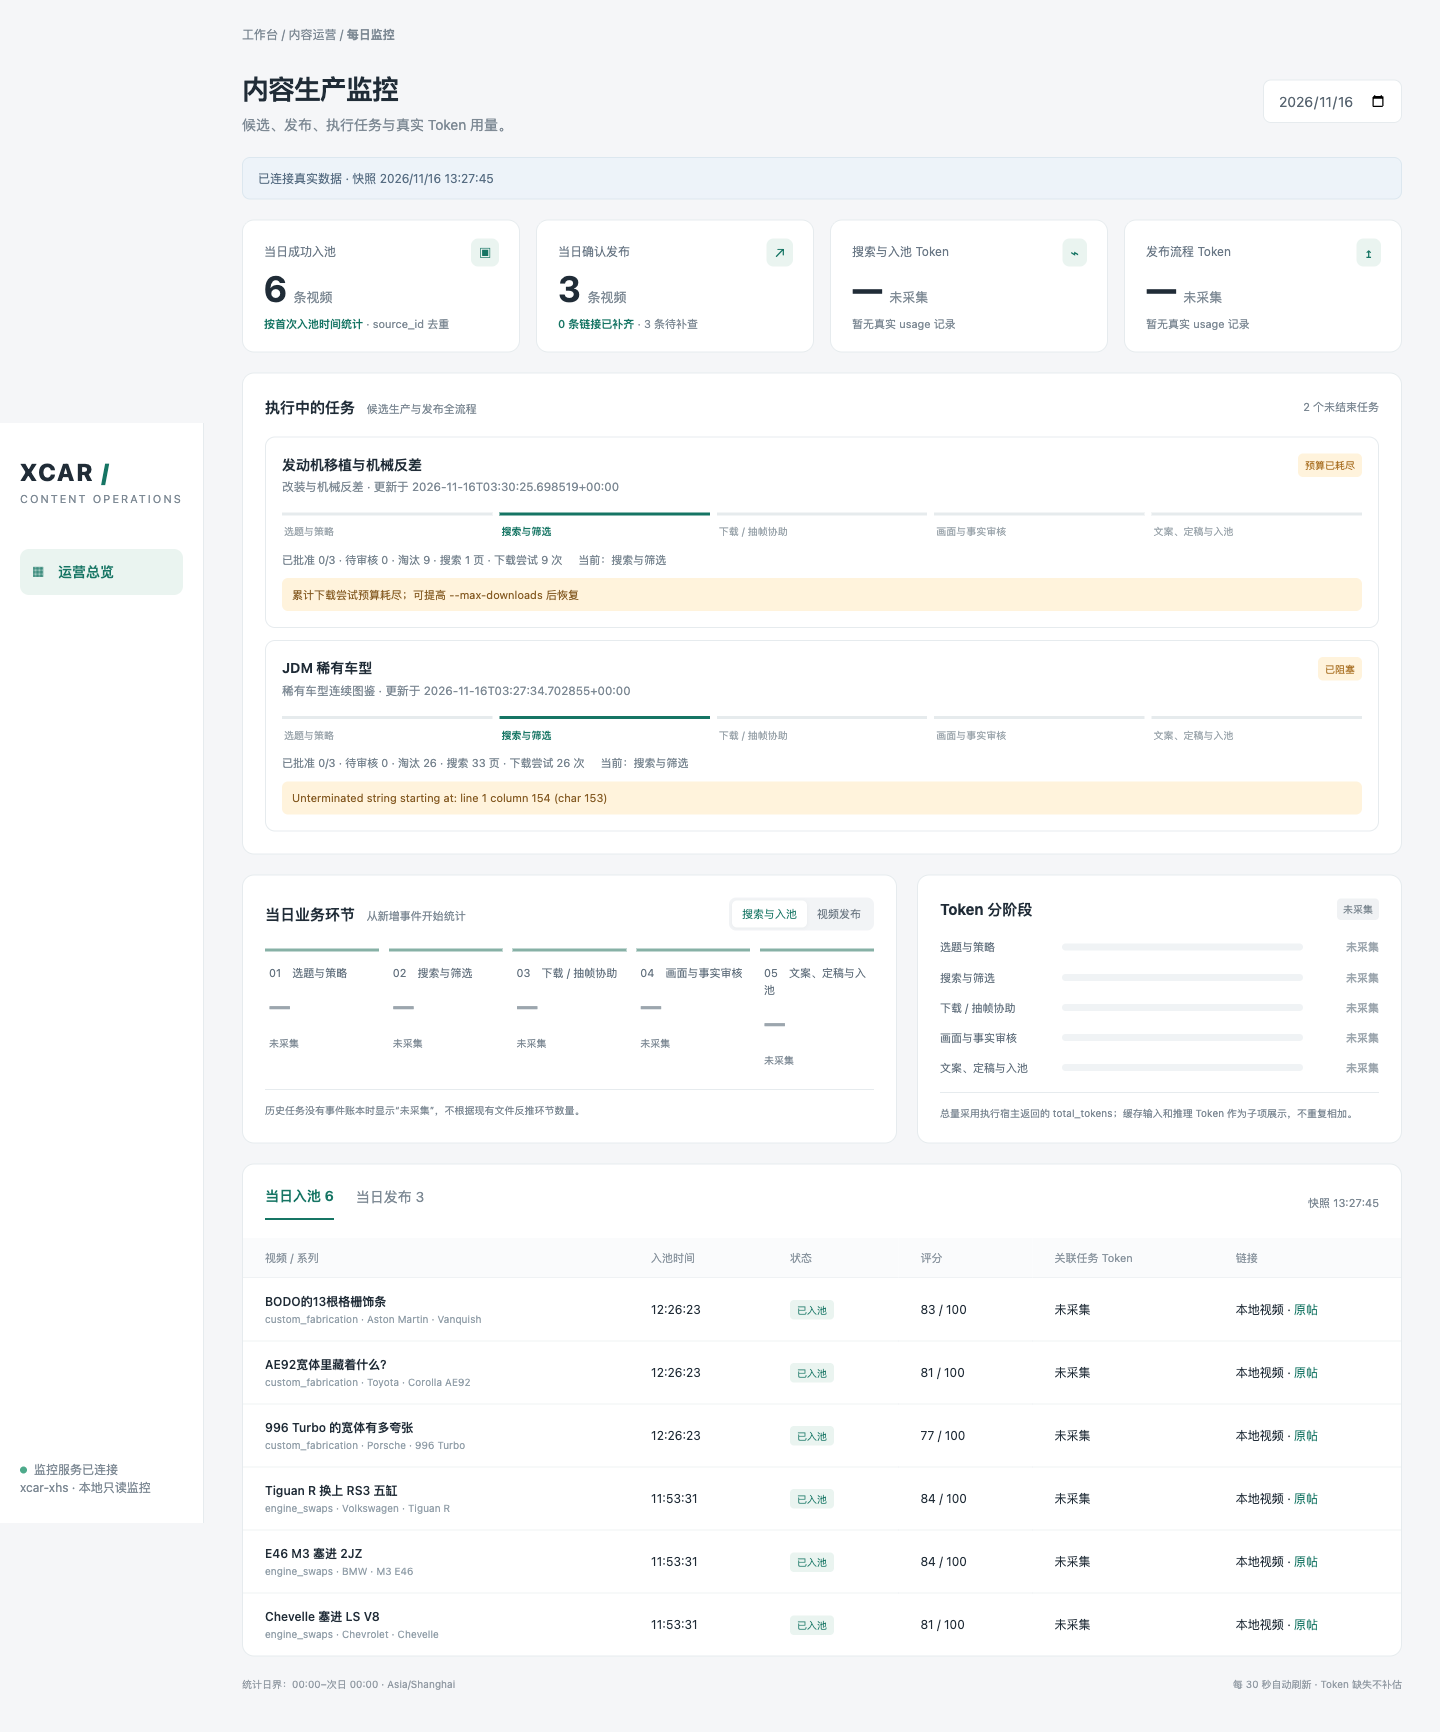 工作台 / 内容运营 / 每日监控
内容生产监控
候选、发布、执行任务与真实 Token 用量。
2026/11/16
已连接真实数据 · 快照 2026/11/16 13:27:45
当日成功入池
6 条视频
按首次入池时间统计 · source_id 去重
当日确认发布
3 条视频
0 条链接已补齐 · 3 条待补查
搜索与入池 Token
— 未采集
暂无真实 usage 记录
发布流程 Token
— 未采集
暂无真实 usage 记录
XCAR /
CONTENT OPERATIONS
运营总览
监控服务已连接
xcar-xhs · 本地只读监控
执行中的任务 候选生产与发布全流程
2 个未结束任务
发动机移植与机械反差
预算已耗尽
改装与机械反差 · 更新于 2026-11-16T03:30:25.698519+00:00
选题与策略 搜索与筛选 下载 / 抽帧协助 画面与事实审核 文案、定稿与入池
已批准 0/3 · 待审核 0 · 淘汰 9 · 搜索 1 页 · 下载尝试 9 次 当前：搜索与筛选
累计下载尝试预算耗尽；可提高 --max-downloads 后恢复
JDM 稀有车型
已阻塞
稀有车型连续图鉴 · 更新于 2026-11-16T03:27:34.702855+00:00
选题与策略 搜索与筛选 下载 / 抽帧协助 画面与事实审核 文案、定稿与入池
已批准 0/3 · 待审核 0 · 淘汰 26 · 搜索 33 页 · 下载尝试 26 次 当前：搜索与筛选
Unterminated string starting at: line 1 column 154 (char 153)
当日业务环节 从新增事件开始统计
搜索与入池 视频发布
01 选题与策略
—
未采集
02 搜索与筛选
—
未采集
03 下载 / 抽帧协助
—
未采集
04 画面与事实审核
—
未采集
05 文案、定稿与入
池
—
未采集
历史任务没有事件账本时显示“未采集”，不根据现有文件反推环节数量。
Token 分阶段
未采集
选题与策略 未采集
搜索与筛选 未采集
下载 / 抽帧协助 未采集
画面与事实审核 未采集
文案、定稿与入池 未采集
总量采用执行宿主返回的 total_tokens；缓存输入和推理 Token 作为子项展示，不重复相加。
当日入池 6 当日发布 3
快照 13:27:45
视频 / 系列 入池时间 状态 评分 关联任务 Token 链接
BODO的13根格栅饰条
custom_fabrication · Aston Martin · Vanquish
12:26:23 已入池 83 / 100 未采集 本地视频 · 原帖
AE92宽体里藏着什么?
custom_fabrication · Toyota · Corolla AE92
12:26:23 已入池 81 / 100 未采集 本地视频 · 原帖
996 Turbo 的宽体有多夸张
custom_fabrication · Porsche · 996 Turbo
12:26:23 已入池 77 / 100 未采集 本地视频 · 原帖
Tiguan R 换上 RS3 五缸
engine_swaps · Volkswagen · Tiguan R
11:53:31 已入池 84 / 100 未采集 本地视频 · 原帖
E46 M3 塞进 2JZ
engine_swaps · BMW · M3 E46
11:53:31 已入池 84 / 100 未采集 本地视频 · 原帖
Chevelle 塞进 LS V8
engine_swaps · Chevrolet · Chevelle
11:53:31 已入池 81 / 100 未采集 本地视频 · 原帖
统计日界：00:00–次日 00:00 · Asia/Shanghai
每 30 秒自动刷新 · Token 缺失不补估